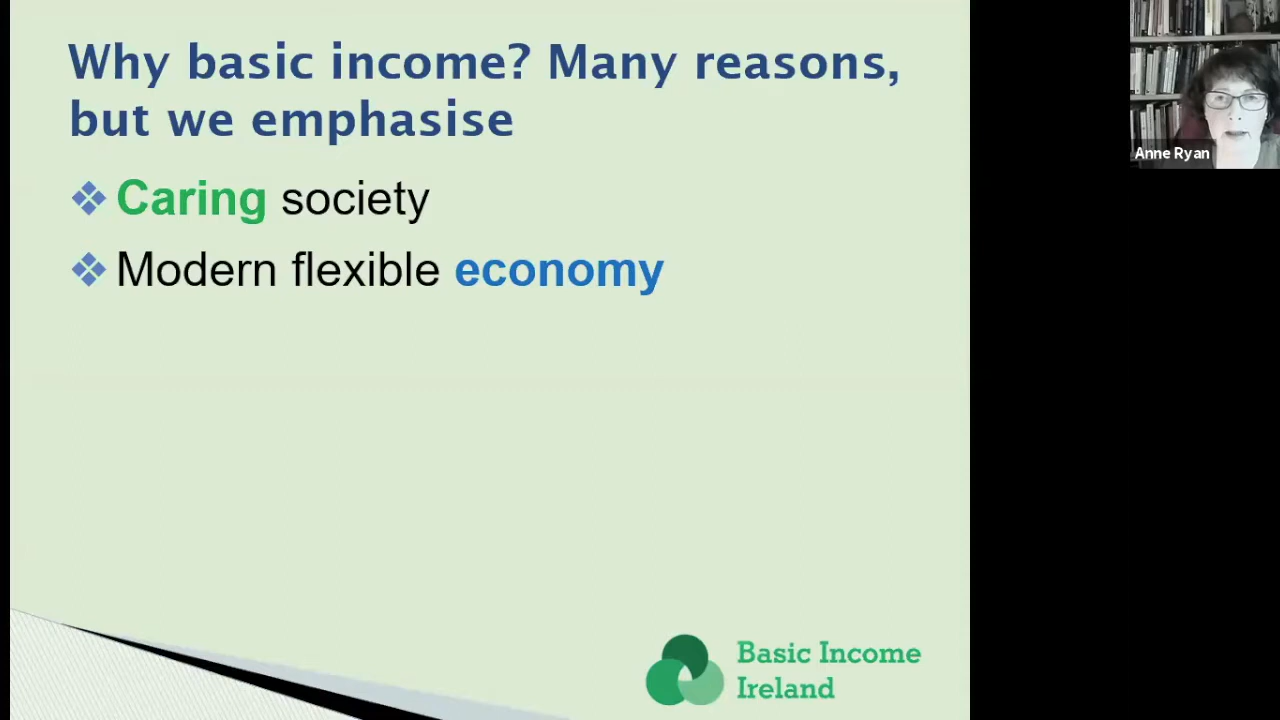 Why basic income? Many reasons,
but we emphasise
Caring society
Modern flexible economy
Basic Income
Ireland
Anne Ryan